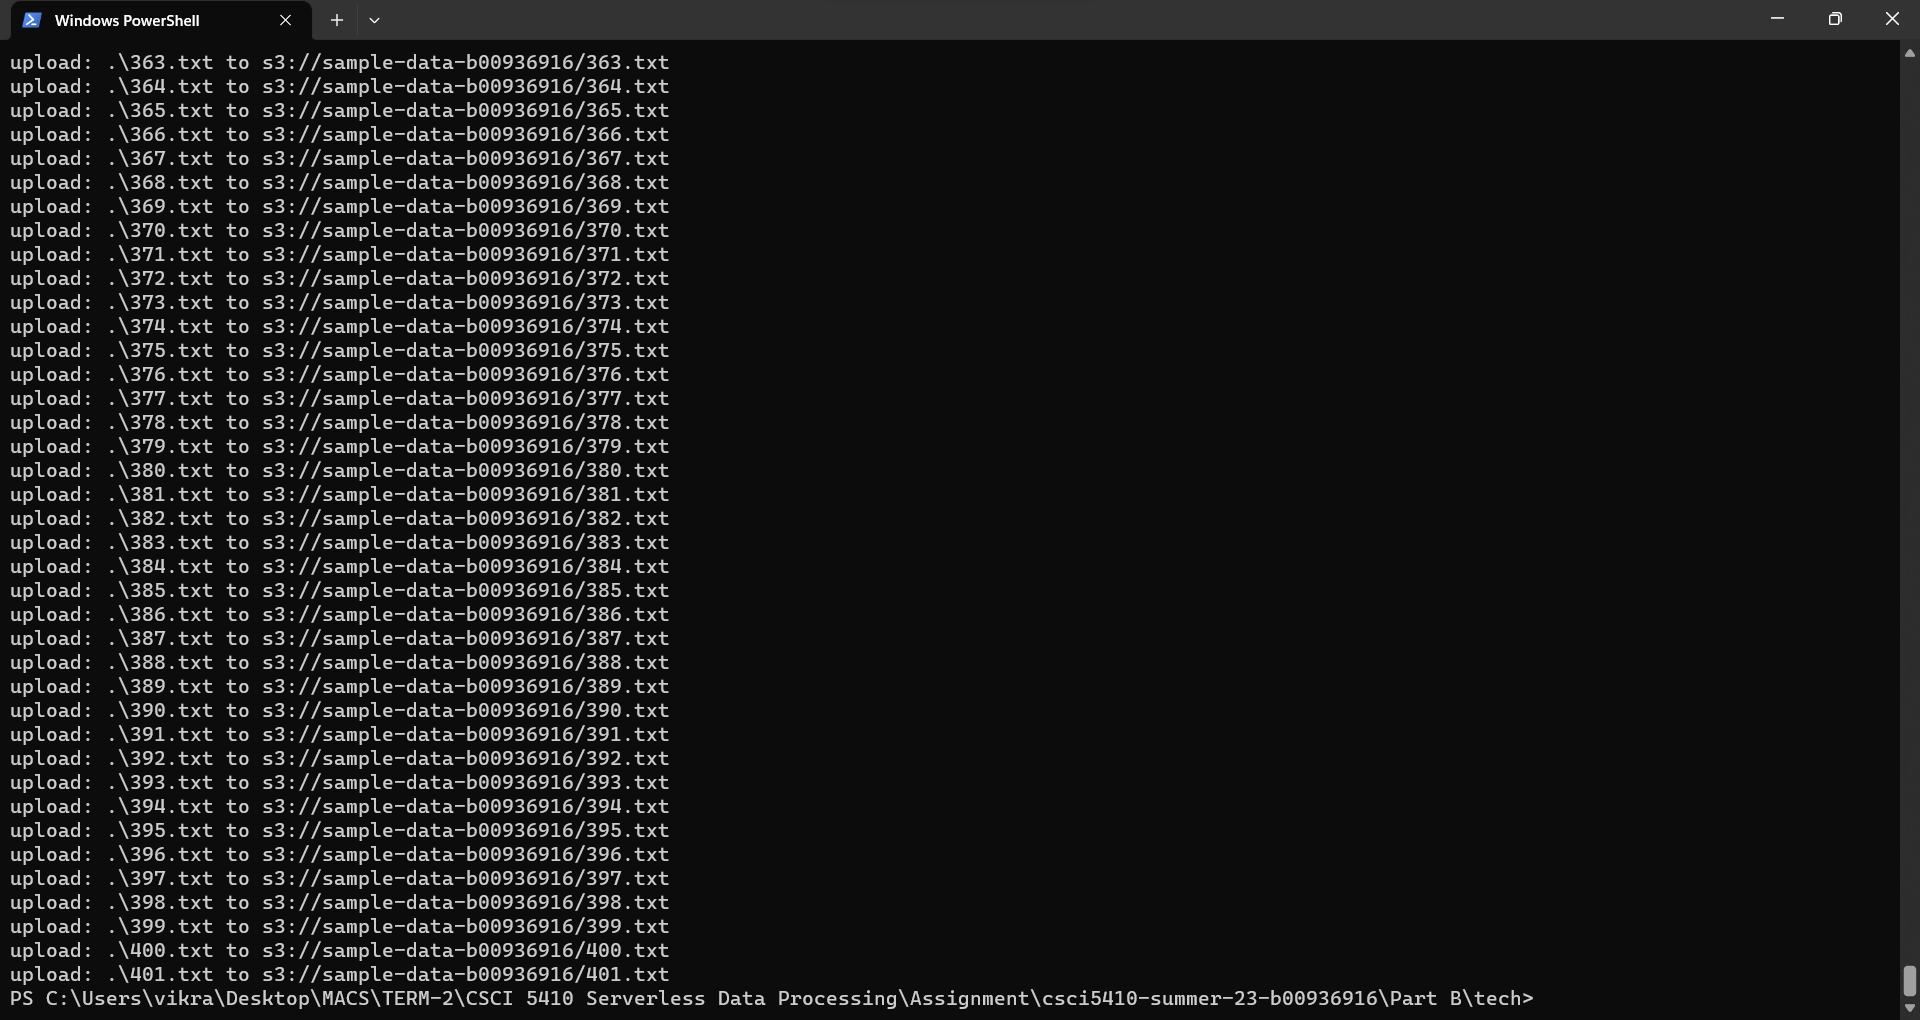 Windows PowerShell
upload: .\363.txt to s3://sample-data-b00936916/363.txt
upload: .\364.txt to s3://sample-data-b00936916/364.txt
upload: .\365.txt to s3://sample-data-b00936916/365.txt
upload: .\366.txt to s3://sample-data-b00936916/366.txt
upload: .\367.txt to s3://sample-data-b00936916/367.txt
upload: .\368.txt to s3://sample-data-b00936916/368.txt
upload: .\369.txt to s3://sample-data-b00936916/369.txt
upload: .\370.txt to s3://sample-data-b00936916/370.txt
upload: .\371.txt to s3://sample-data-b00936916/371.txt
upload: .\372.txt to s3://sample-data-b00936916/372.txt
upload: .\373.txt to s3://sample-data-b00936916/373.txt
upload: .\374.txt to s3://sample-data-b00936916/374.txt
upload: .\375.txt to s3://sample-data-b00936916/375.txt
upload: .\376.txt to s3://sample-data-b00936916/376.txt
upload: .\377.txt to s3://sample-data-b00936916/377.txt
upload: .\378.txt to s3://sample-data-b00936916/378.txt
upload: .\379.txt to s3://sample-data-b00936916/379.txt
upload: .\380.txt to s3://sample-data-b00936916/380.txt
upload: .\381.txt to s3://sample-data-b00936916/381.txt
upload: .\382.txt to s3://sample-data-b00936916/382.txt
upload: .\383.txt to s3://sample-data-b00936916/383.txt
upload: .\384.txt to s3://sample-data-b00936916/384.txt
upload: .\385.txt to s3://sample-data-b00936916/385.txt
upload: .\386.txt to s3://sample-data-b00936916/386.txt
upload: .\387.txt to s3://sample-data-b00936916/387.txt
upload: .\388.txt to s3://sample-data-b00936916/388.txt
upload: .\389.txt to s3://sample-data-b00936916/389.txt
upload: .\390.txt to s3://sample-data-b00936916/390.txt
upload: .\391.txt to s3://sample-data-b00936916/391.txt
upload: .\392.txt to s3://sample-data-b00936916/392.txt
upload: .\393.txt to s3://sample-data-b00936916/393.txt
upload: .\394.txt to s3://sample-data-b00936916/394.txt
upload: .\395.txt to s3://sample-data-b00936916/395.txt
upload: .\396.txt to s3://sample-data-b00936916/396.txt
upload: .\397.txt to s3://sample-data-b00936916/397.txt
upload: .\398.txt to s3://sample-data-b00936916/398.txt
upload: .\399.txt to s3://sample-data-b00936916/399.txt
upload: .\400.txt to s3://sample-data-b00936916/400.txt
upload: .\401.txt to s3://sample-data-b00936916/401.txt
PS C:\Users\vikra\Desktop\MACS\TERM-2\CSCI 5410 Serverless Data Processing\Assignment\csci5410-summer-23-b00936916\Part B\tech>